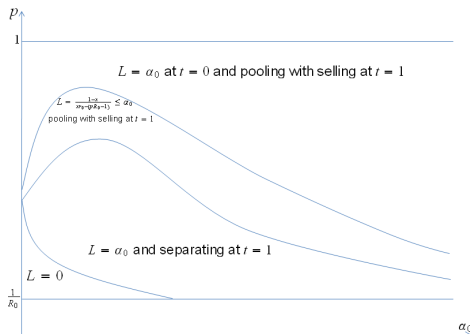 p
1
L = α₀ at t = 0 and pooling with selling at t = 1
pooling with selling at t = 1
L = α₀ and separating at t = 1
L = 0
1/R₀
α₀